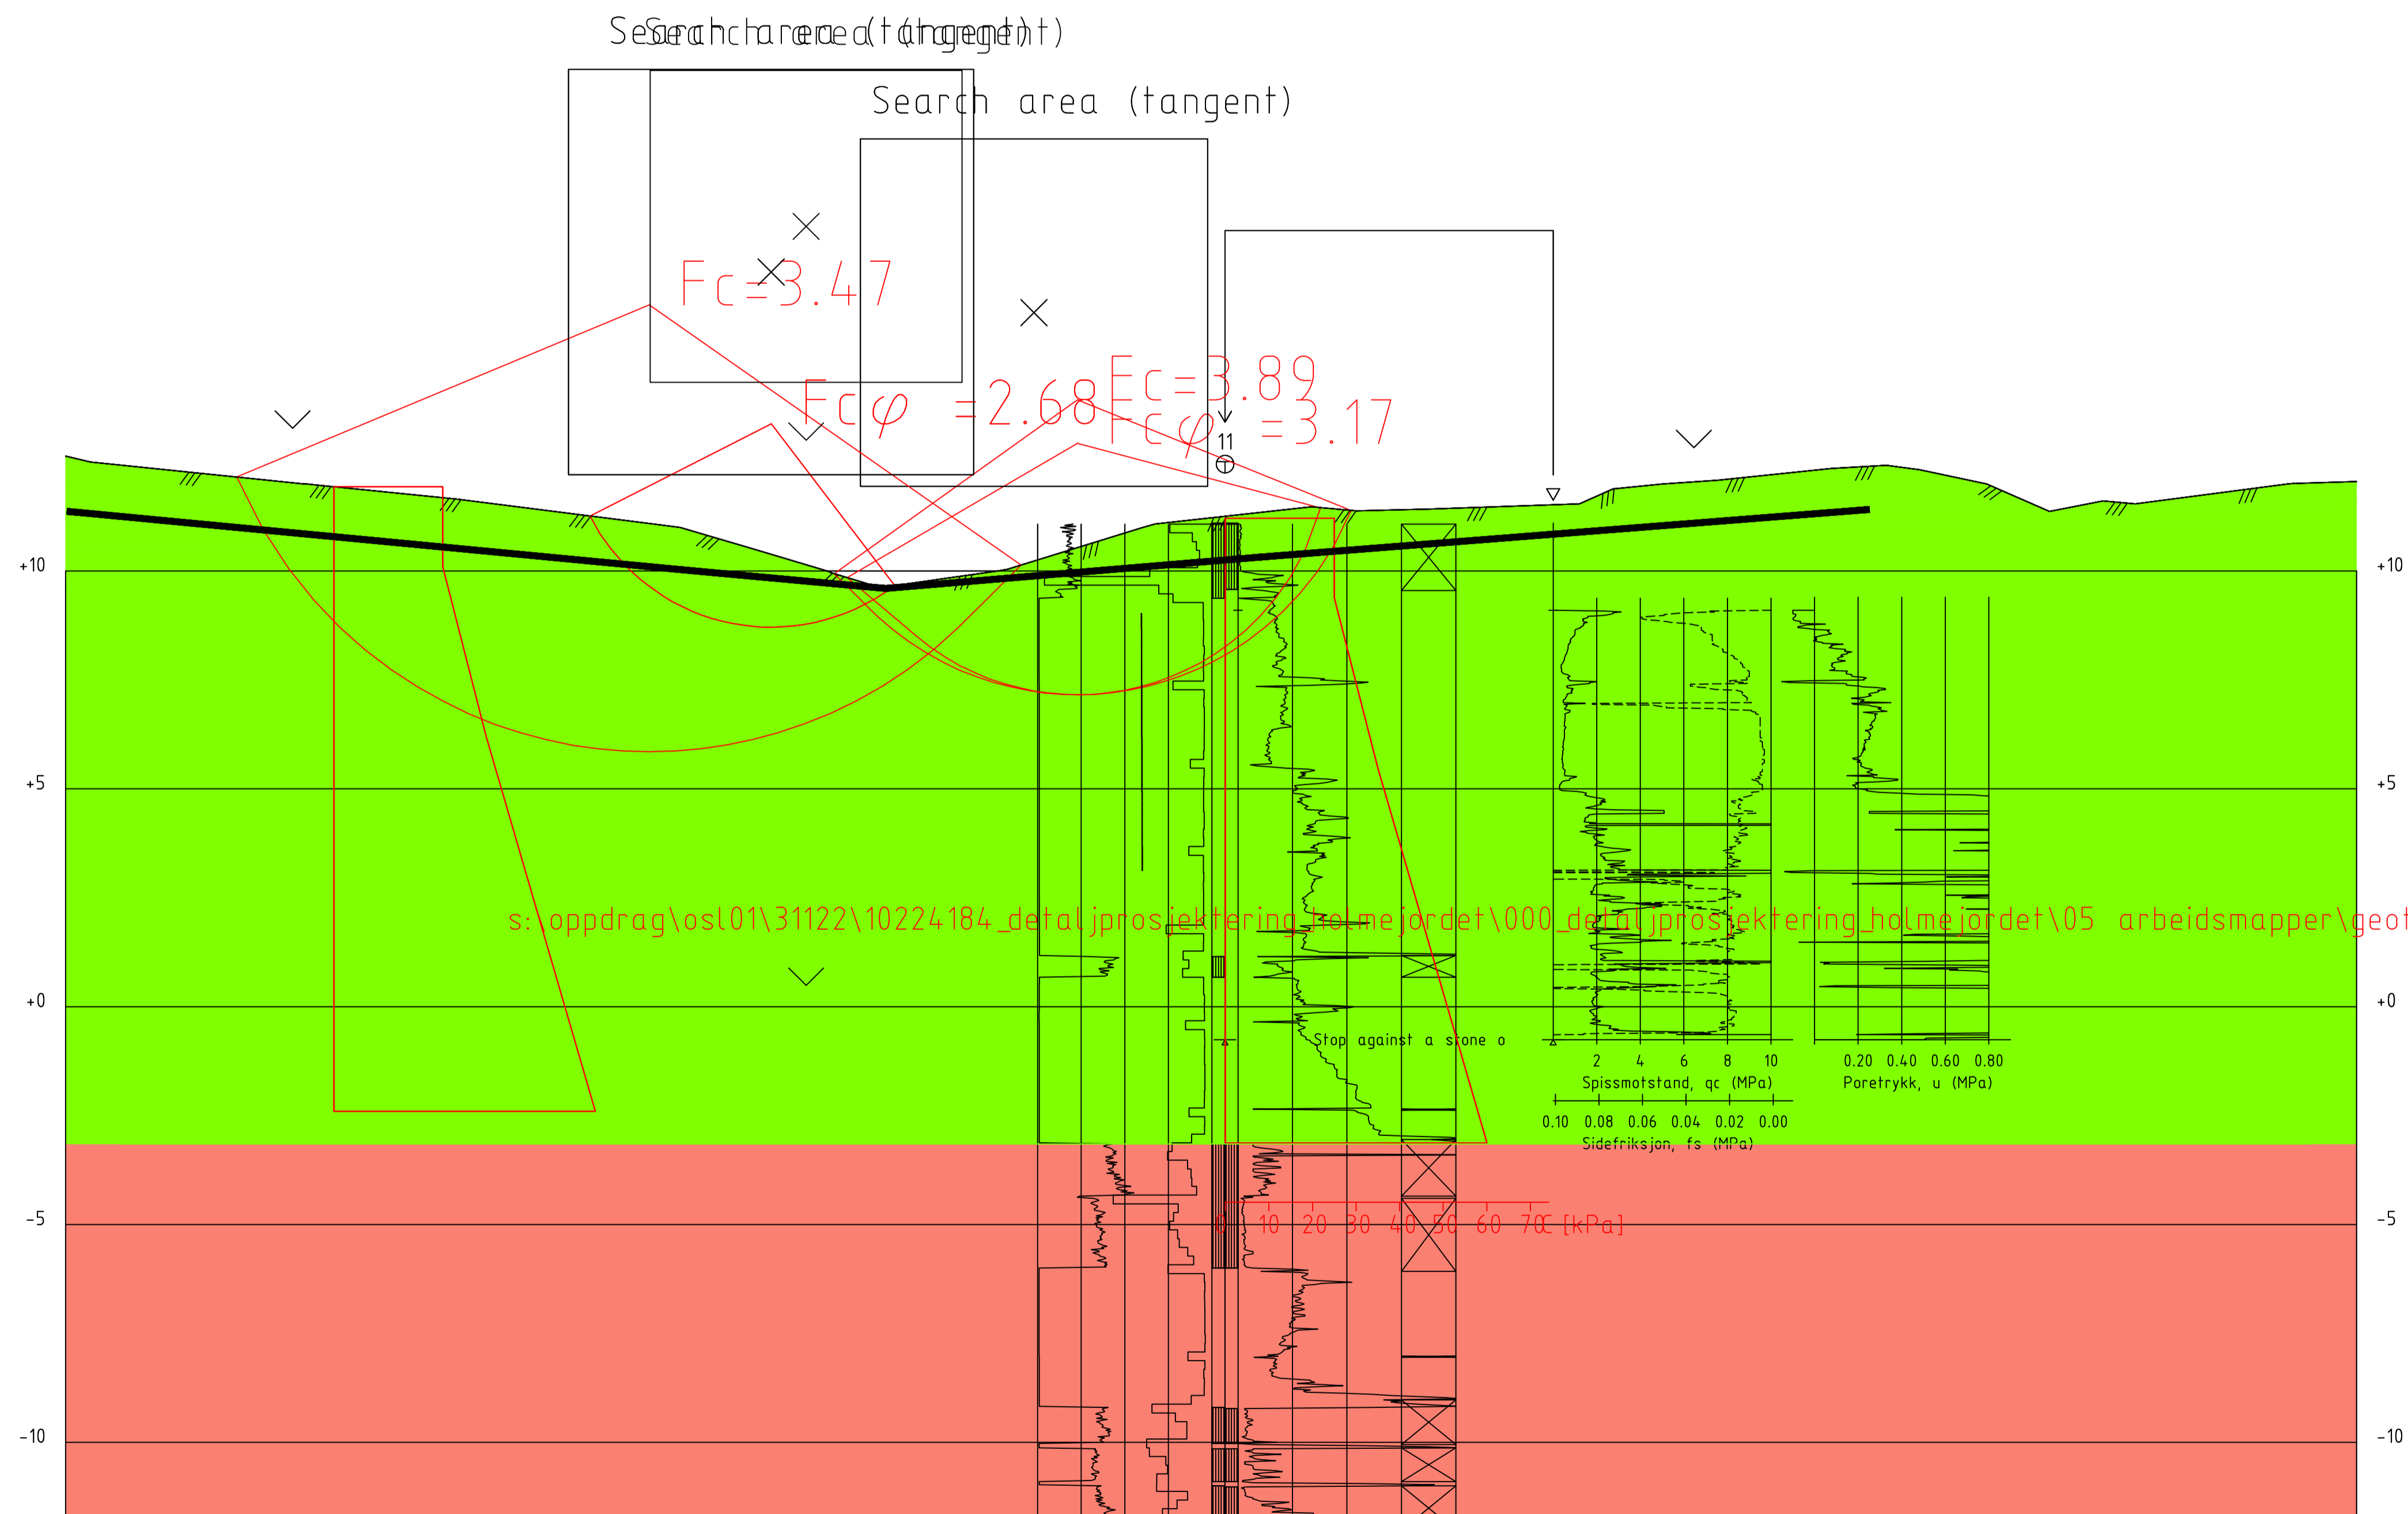 Search area (tangent)
Search area (tangent)
Search area (tangent)
Fc=3.47
Fc=3.89
Fcφ =2.68
Fcφ =3.17
11
+10 +10
+5 +5
s:\oppdrag\osl01\31122\10224184_detaljprosjektering_holmejordet\000_detaljprosjektering_holmejordet\05 arbeidsmapper\geot
+0 +0
Stop against a stone o
2 4 6 8 10
0.20 0.40 0.60 0.80
Spissmotstand, qc (MPa)
Poretrykk, u (MPa)
0.10 0.08 0.06 0.04 0.02 0.00
Sidefriksjon, fs (MPa)
-5 -5
0 10 20 30 40 50 60 70 C [kPa]
-10 -10